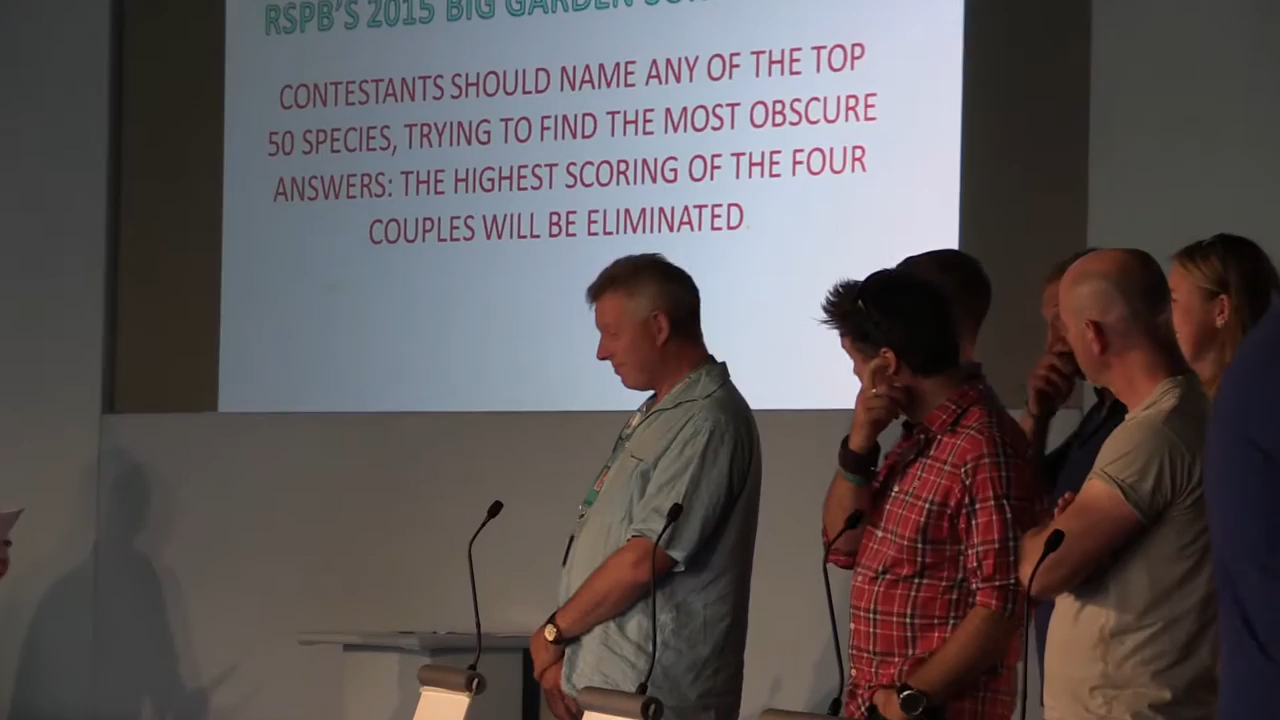 RSPB'S 2015 BIG GARDEN
CONTESTANTS SHOULD NAME ANY OF THE TOP
50 SPECIES, TRYING TO FIND THE MOST OBSCURE
ANSWERS: THE HIGHEST SCORING OF THE FOUR
COUPLES WILL BE ELIMINATED.